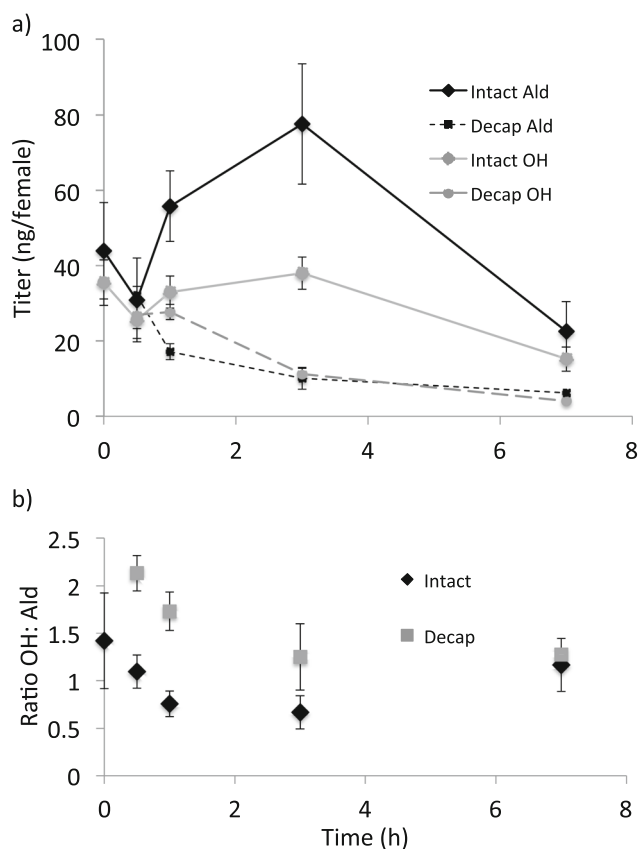 a)
100
80
60
40
20
0
Titer (ng/female)
Intact Ald
Decap Ald
Intact OH
Decap OH
0 2 4 6 8
b)
2.5
2
1.5
1
0.5
0
Ratio OH: Ald
Intact
Decap
0 2 4 6 8
Time (h)